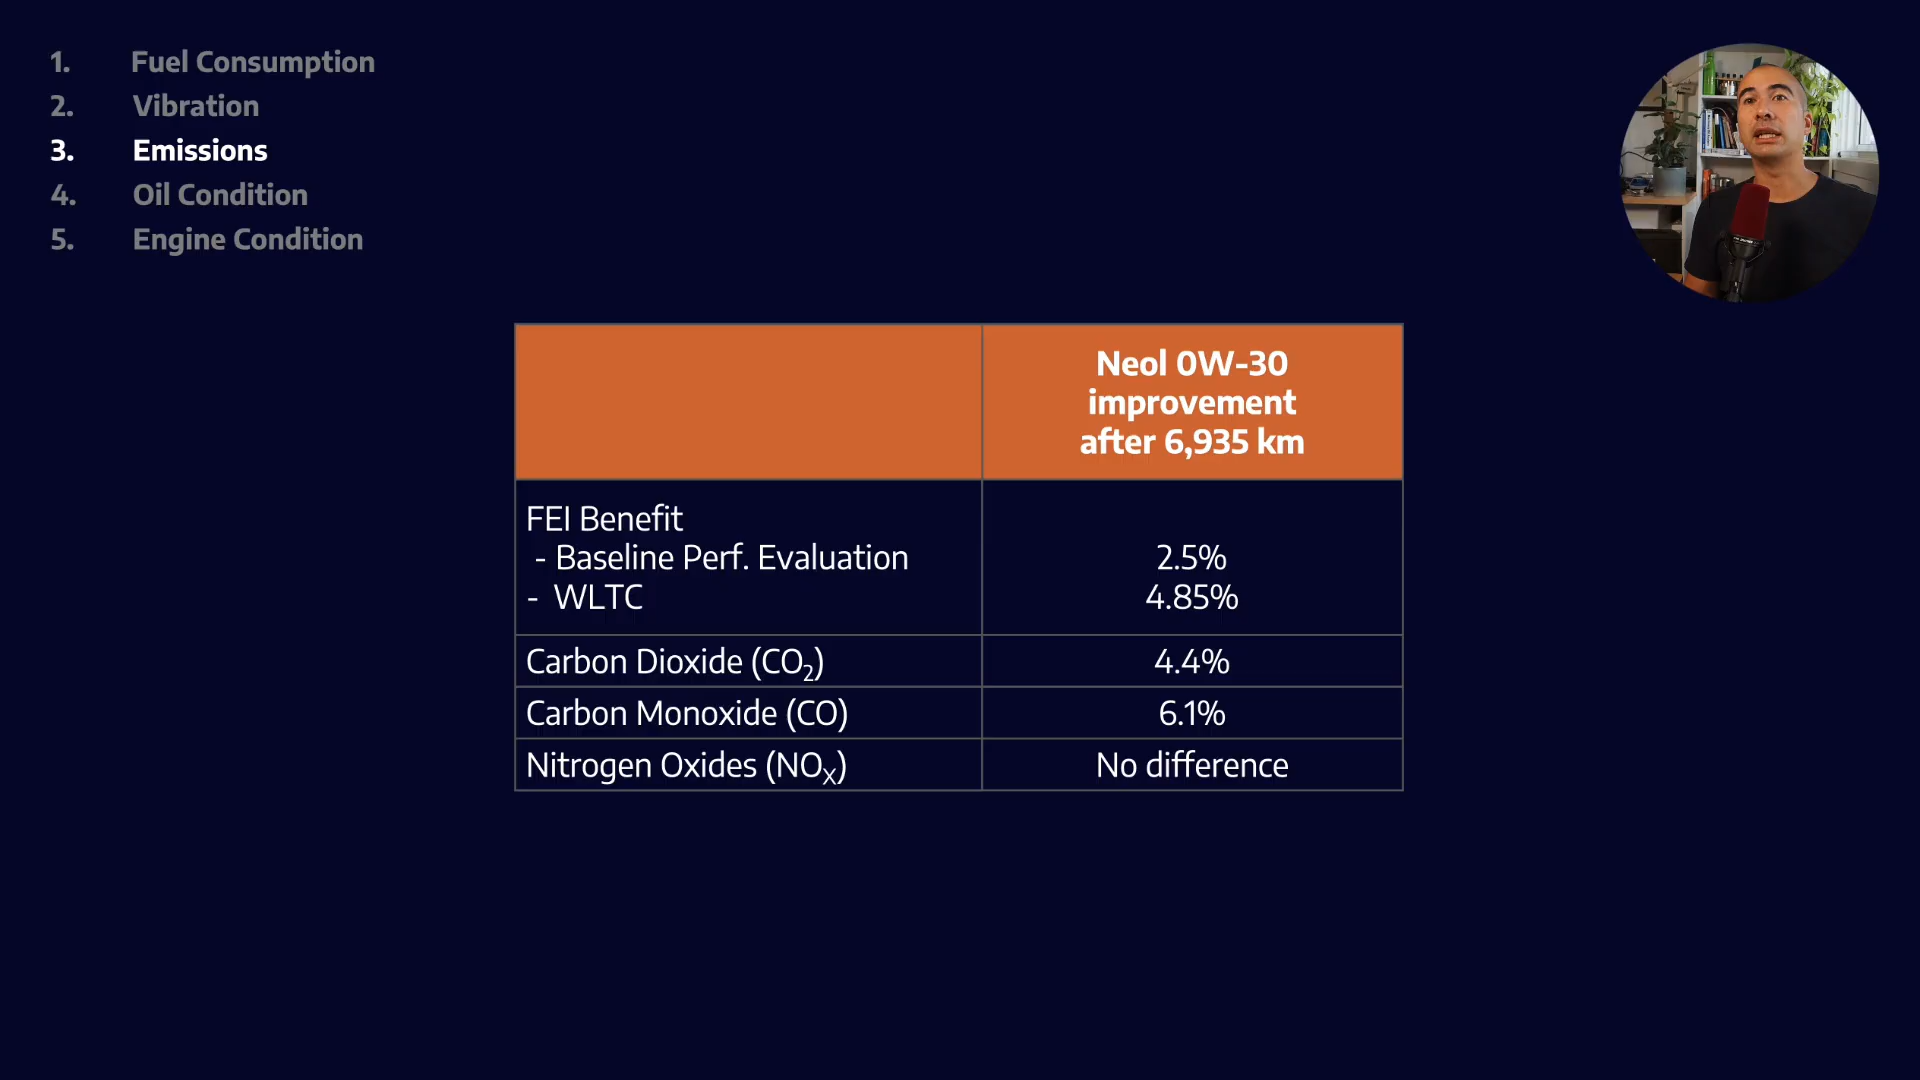 1. Fuel Consumption
2. Vibration
3. Emissions
4. Oil Condition
5. Engine Condition
Neol 0W-30
improvement
after 6,935 km
FEI Benefit
- Baseline Perf. Evaluation 2.5%
- WLTC 4.85%
Carbon Dioxide (CO₂) 4.4%
Carbon Monoxide (CO) 6.1%
Nitrogen Oxides (NOX) No difference